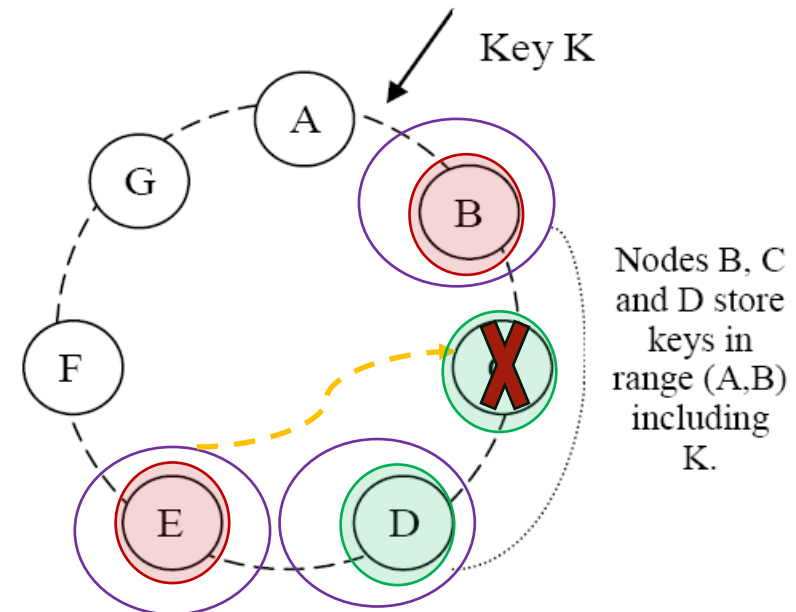 Key K
A
G
B
Nodes B, C
and D store
keys in
range (A,B)
including
K.
F
E
D